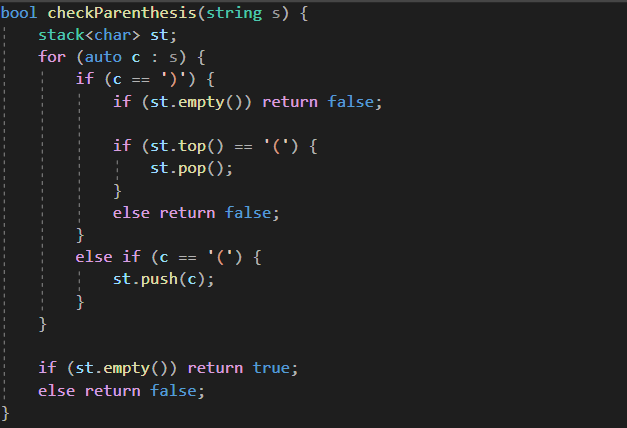 bool checkParenthesis(string s) {
    stack<char> st;
    for (auto c : s) {
        if (c == ')') {
            if (st.empty()) return false;

            if (st.top() == '(') {
                st.pop();
            }
            else return false;
        }
        else if (c == '(') {
            st.push(c);
        }
    }

    if (st.empty()) return true;
    else return false;
}